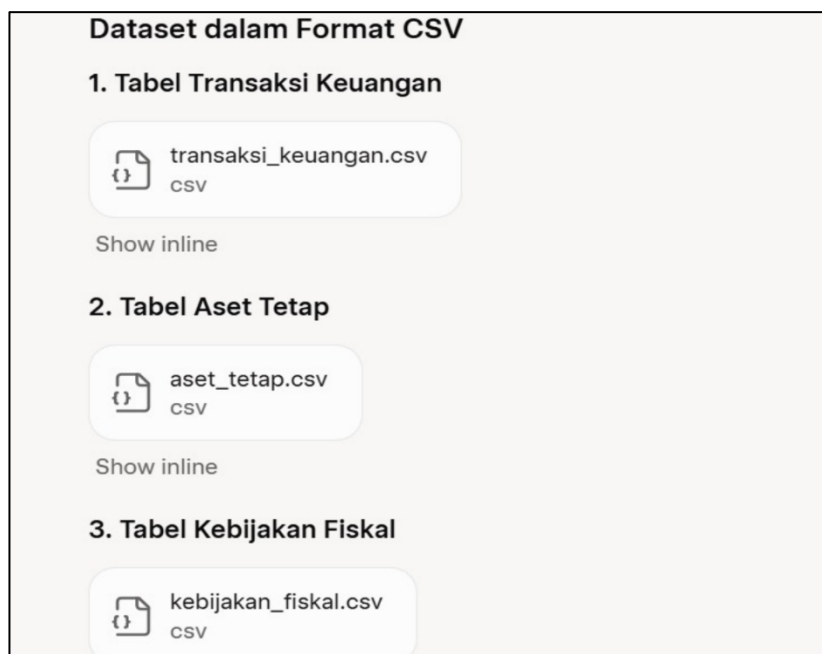 Dataset dalam Format CSV
1. Tabel Transaksi Keuangan
transaksi_keuangan.csv
csv
Show inline
2. Tabel Aset Tetap
aset_tetap.csv
csv
Show inline
3. Tabel Kebijakan Fiskal
kebijakan_fiskal.csv
csv